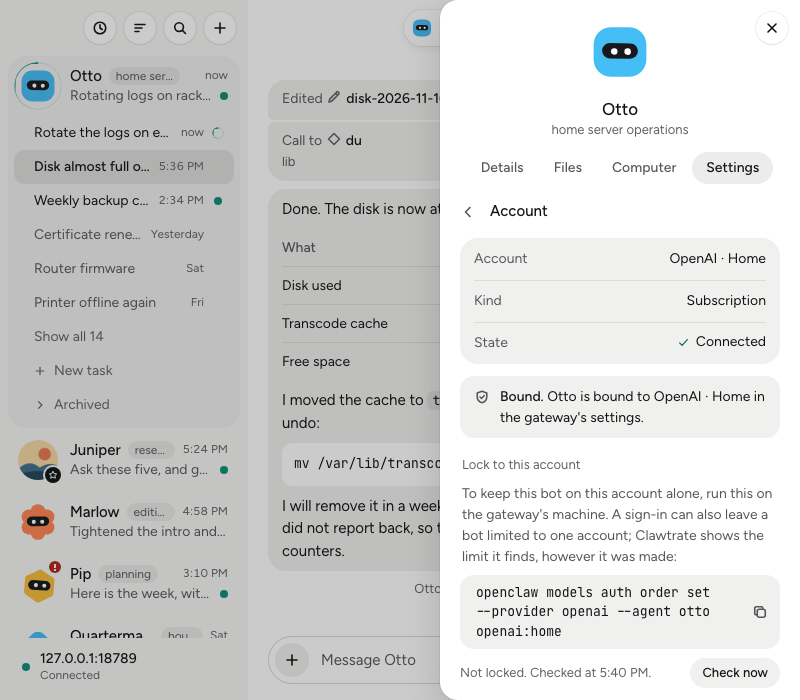 Otto home ser... now
Rotating logs on rack...
Rotate the logs on e... now
Disk almost full o... 5:36 PM
Weekly backup c... 2:34 PM
Certificate rene... Yesterday
Router firmware Sat
Printer offline again Fri
Show all 14
New task
Archived
Juniper rese... 5:24 PM
Ask these five, and g...
Marlow editi... 4:58 PM
Tightened the intro and...
Pip planning 3:10 PM
Here is the week, wit...
Quarterma hou... Sat
127.0.0.1:18789
Connected
Edited disk-2026-11-1
Call to du
lib
Done. The disk is now at
What
Disk used
Transcode cache
Free space
I moved the cache to
undo:
mv /var/lib/transco
I will remove it in a week
did not report back, so t
counters.
Otto
Message Otto
Otto
home server operations
Details Files Computer Settings
Account
Account OpenAI · Home
Kind Subscription
State Connected
Bound. Otto is bound to OpenAI · Home in
the gateway's settings.
Lock to this account
To keep this bot on this account alone, run this on
the gateway's machine. A sign-in can also leave a
bot limited to one account; Clawtrate shows the
limit it finds, however it was made:
openclaw models auth order set
--provider openai --agent otto
openai:home
Not locked. Checked at 5:40 PM. Check now